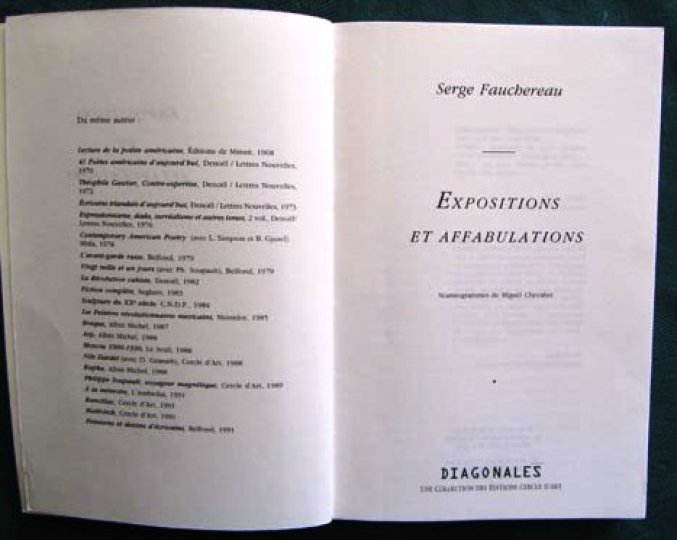 Du même auteur
Lecture de la poésie américaine, Éditions de Minuit, 1968
41 Poètes américains d'aujourd'hui, Denoël / Lettres Nouvelles,
1970
Théophile Gautier, Contre-expertise, Denoël / Lettres Nouvelles,
1972
Écrivains irlandais d'aujourd'hui, Denoël / Lettres Nouvelles, 1973
Expressionnisme, dada, surréalisme et autres ismes, 2 vol., Denoël/
Lettres Nouvelles, 1976
Contemporary American Poetry (avec L. Simpson et B.
1978
L'avant-garde russe, Belfond, 1979
Vingt mille et un jours (avec Ph. Soupault), Belfond, 1979
La Révolution cubiste, Denoël, 1982
Fiction complète, Seghers, 1983
Sculpture du XXe siècle, C.N.D.P., 1984
Les Peintres révolutionnaires mexicains, Messidor, 1985
Braque, Albin Michel, 1987
Arp, Albin Michel, 1988
Moscou 1900-1930, Le Seuil, 1988
Nils Dardel (avec O. Granath), Cercle d'Art, 1988
Kupka, Albin Michel, 1988
Philippe Soupault, voyageur magnétique, Cercle d'Art, 1989
À la mémoire, 1991
Rancillac, Cercle d'Art, 1991
Malévitch, Cercle d'Art, 1991
Peintures et dessins d'écrivains, Belfond, 1991
Serge Fauchereau
EXPOSITIONS
ET AFFABULATIONS
de Miguel Chevalier
DIAGONALES
UNE COLLECTION DES ÉDITIONS CERCLE D'ART